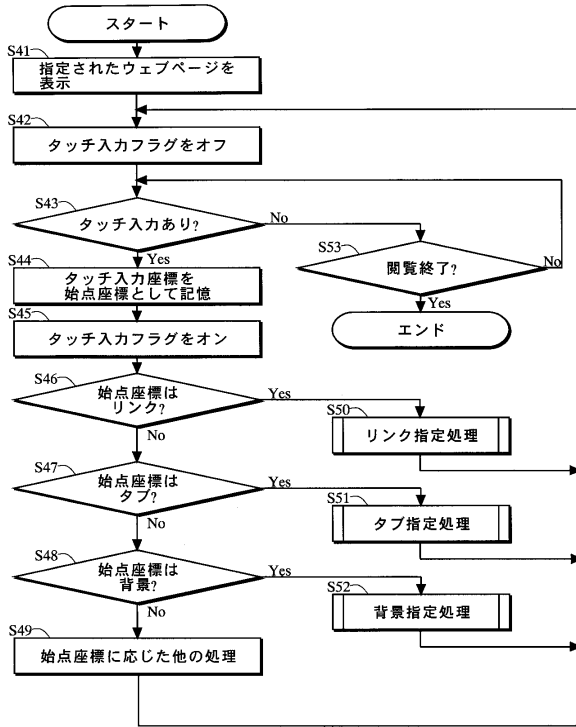 スタート
S41
指定されたウェブページを
表示
S42
タッチ入力フラグをオフ
S43
タッチ入力あり?
No
Yes
S53
閲覧終了?
No
Yes
エンド
S44
タッチ入力座標を
始点座標として記憶
S45
タッチ入力フラグをオン
S46
始点座標は
リンク?
Yes
No
S50
リンク指定処理
S47
始点座標は
タブ?
Yes
No
S51
タブ指定処理
S48
始点座標は
背景?
Yes
No
S52
背景指定処理
S49
始点座標に応じた他の処理